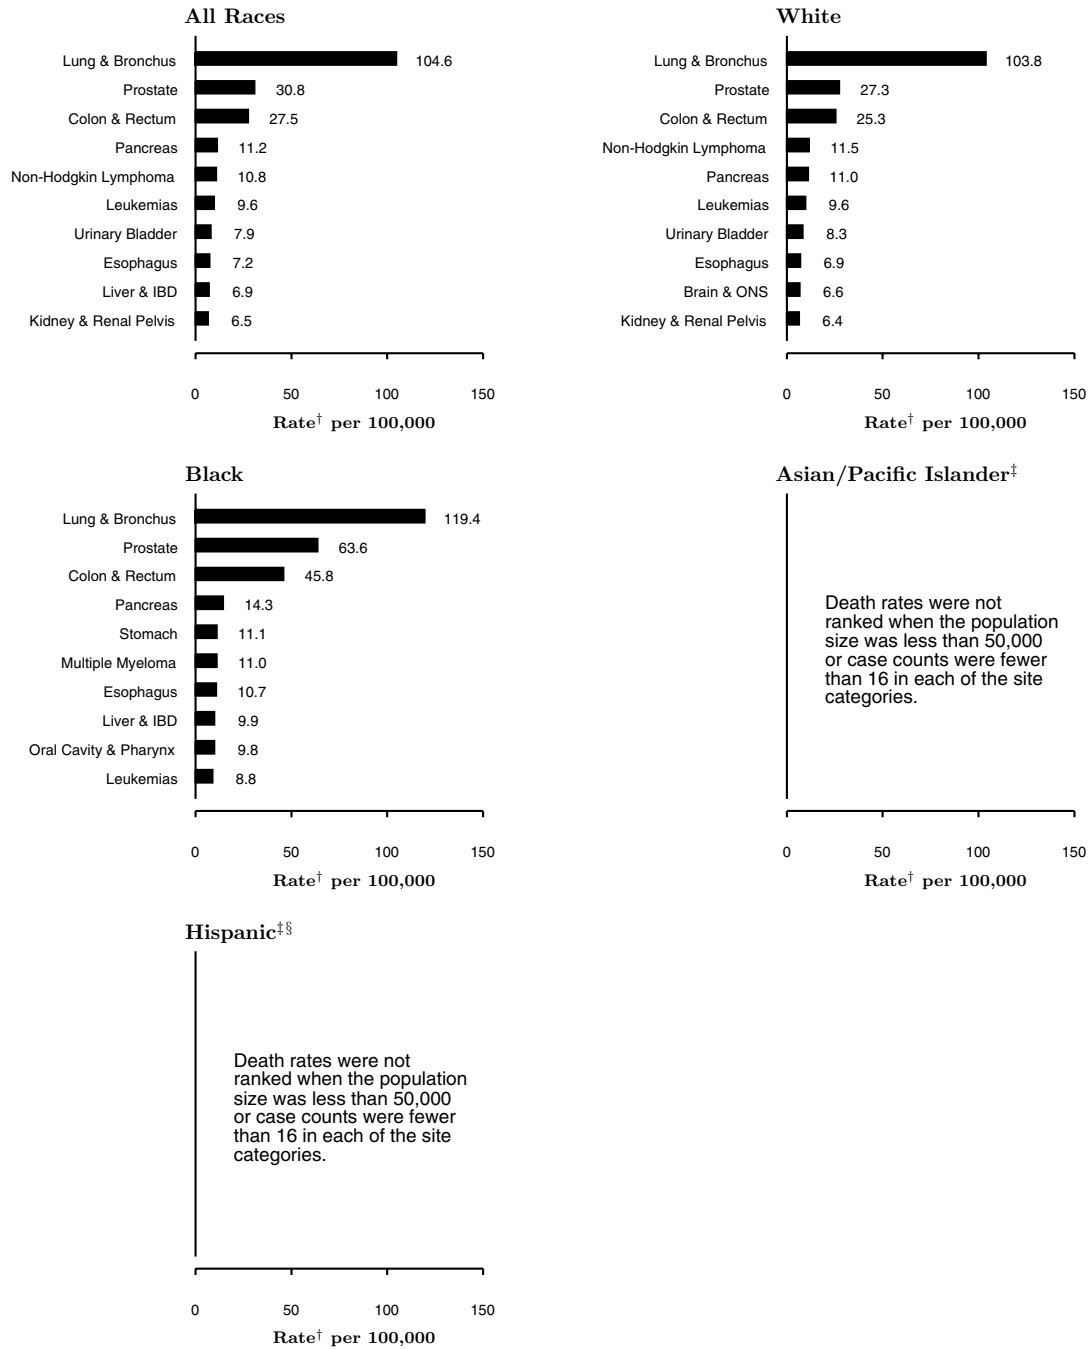 All Races
Lung & Bronchus 104.6
Prostate 30.8
Colon & Rectum 27.5
Pancreas 11.2
Non-Hodgkin Lymphoma 10.8
Leukemias 9.6
Urinary Bladder 7.9
Esophagus 7.2
Liver & IBD 6.9
Kidney & Renal Pelvis 6.5
0 50 100 150
Rate† per 100,000
White
Lung & Bronchus 103.8
Prostate 27.3
Colon & Rectum 25.3
Non-Hodgkin Lymphoma 11.5
Pancreas 11.0
Leukemias 9.6
Urinary Bladder 8.3
Esophagus 6.9
Brain & ONS 6.6
Kidney & Renal Pelvis 6.4
0 50 100 150
Rate† per 100,000
Black
Lung & Bronchus 119.4
Prostate 63.6
Colon & Rectum 45.8
Pancreas 14.3
Stomach 11.1
Multiple Myeloma 11.0
Esophagus 10.7
Liver & IBD 9.9
Oral Cavity & Pharynx 9.8
Leukemias 8.8
0 50 100 150
Rate† per 100,000
Asian/Pacific Islander‡
Death rates were not
ranked when the population
size was less than 50,000
or case counts were fewer
than 16 in each of the site
categories.
0 50 100 150
Rate† per 100,000
Hispanic‡§
Death rates were not
ranked when the population
size was less than 50,000
or case counts were fewer
than 16 in each of the site
categories.
0 50 100 150
Rate† per 100,000